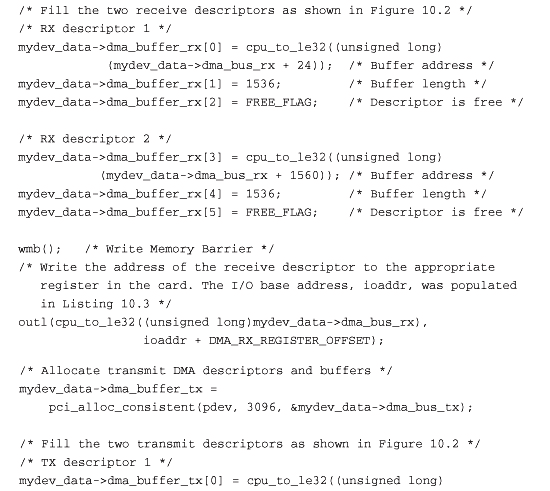 /* Fill the two receive descriptors as shown in Figure 10.2 */
/* RX descriptor 1 */
mydev_data->dma_buffer_rx[0] = cpu_to_le32((unsigned long)
(mydev_data->dma_bus_rx + 24)); /* Buffer address */
mydev_data->dma_buffer_rx[1] = 1536; /* Buffer length */
mydev_data->dma_buffer_rx[2] = FREE_FLAG; /* Descriptor is free */
/* RX descriptor 2 */
mydev_data->dma_buffer_rx[3] = cpu_to_le32((unsigned long)
(mydev_data->dma_bus_rx + 1560)); /* Buffer address */
mydev_data->dma_buffer_rx[4] = 1536; /* Buffer length */
mydev_data->dma_buffer_rx[5] = FREE_FLAG; /* Descriptor is free */
wmb(); /* Write Memory Barrier */
/* Write the address of the receive descriptor to the appropriate
register in the card. The I/O base address, ioaddr, was populated
in Listing 10.3 */
outl(cpu_to_le32((unsigned long)mydev_data->dma_bus_rx),
ioaddr + DMA_RX_REGISTER_OFFSET);
/* Allocate transmit DMA descriptors and buffers */
mydev_data->dma_buffer_tx =
pci_alloc_consistent(pdev, 3096, &mydev_data->dma_bus_tx);
/* Fill the two transmit descriptors as shown in Figure 10.2 */
/* TX descriptor 1 */
mydev_data->dma_buffer_tx[0] = cpu_to_le32((unsigned long)